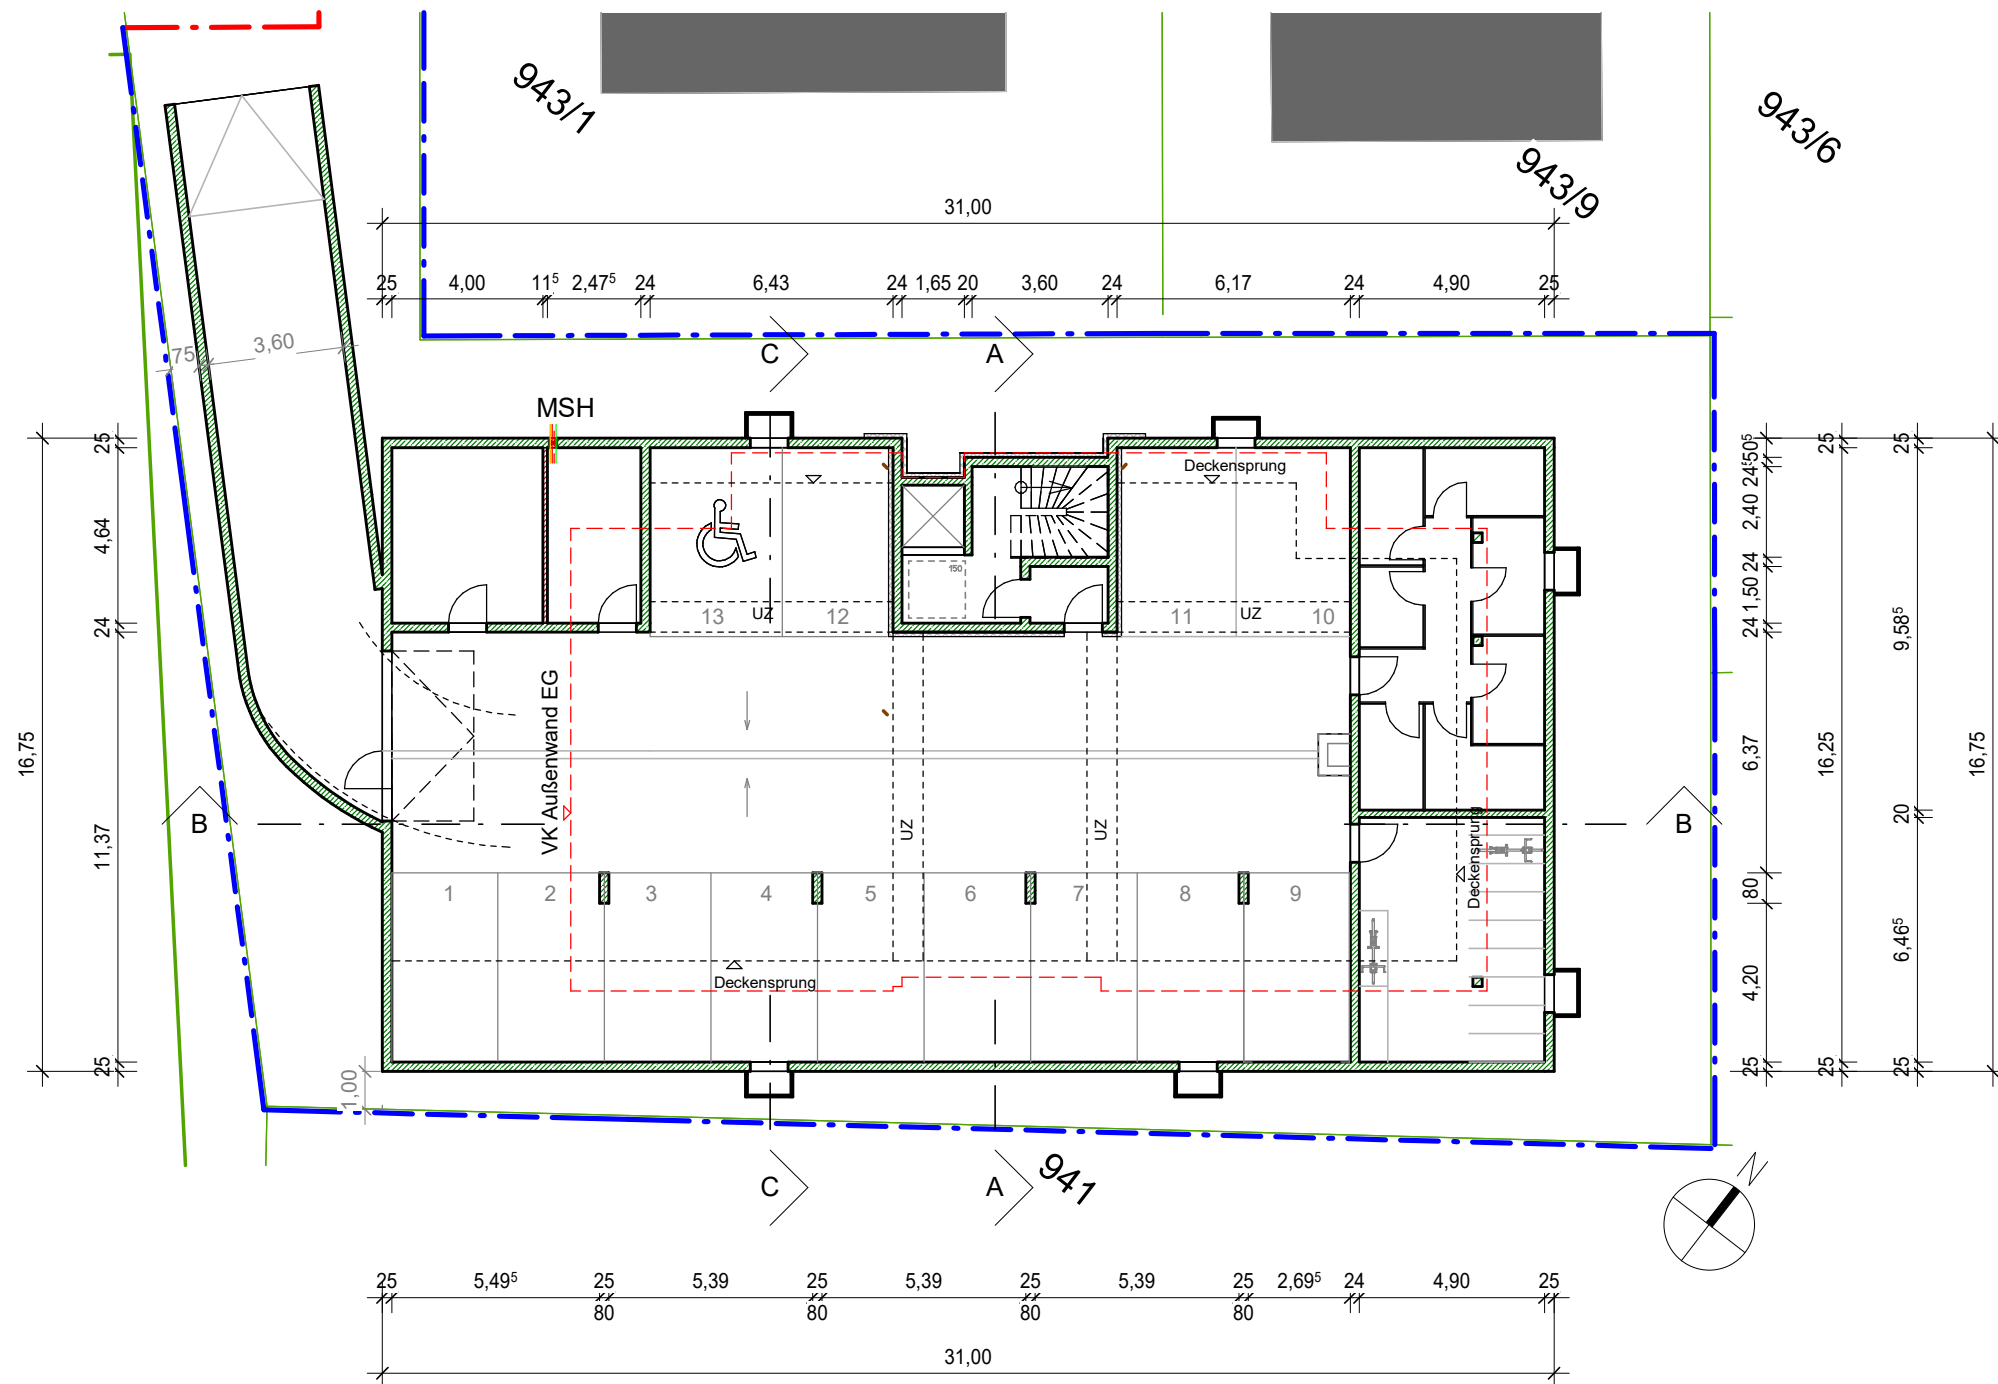 943/1
943/9
943/6
31,00
25 4,00 11⁵ 2,47⁵ 24 6,43 24 1,65 20 3,60 24 6,17 24 4,90 25
75 3,60
C A
MSH
Deckensprung
150
13 UZ 12
11 UZ 10
VK Außenwand EG
UZ UZ
B B
1 2 3 4 5 6 7 8 9
Deckensprung
Deckensprung
16,75
25 4,64 24 11,37 25
1,00
50⁵ 24⁵ 2,40 24 1,50 24 6,37 80 4,20 25
25 16,25 25
25 9,58⁵ 20 6,46⁵ 25
16,75
C A
941
N
25 5,49⁵ 25 5,39 25 5,39 25 5,39 25 2,69⁵ 24 4,90 25
80 80 80 80
31,00